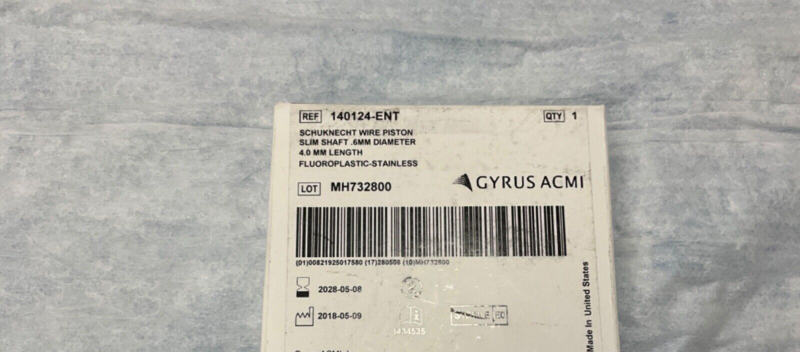 REF 140124-ENT QTY 1
SCHUKNECHT WIRE PISTON
SLIM SHAFT .6MM DIAMETER
4.0 MM LENGTH
FLUOROPLASTIC-STAINLESS
LOT MH732800 GYRUS ACMI
(01)00821925017580 (17)280508 (10)MH732800
2028-05-08
2018-05-09
Made In United States